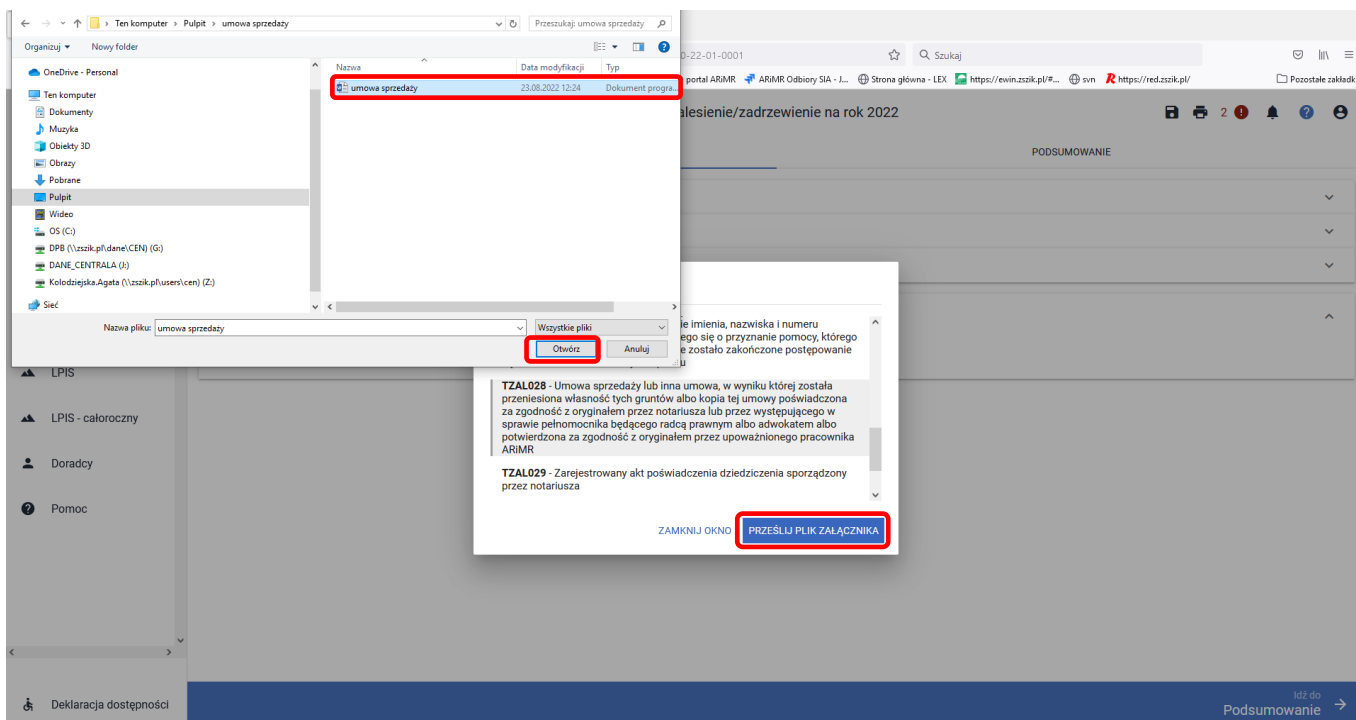 Ten komputer › Pulpit › umowa sprzedaży
Przeszukaj: umowa sprzedaży
Organizuj
Nowy folder
OneDrive - Personal
Ten komputer
Dokumenty
Muzyka
Obiekty 3D
Obrazy
Pobrane
Pulpit
Wideo
OS (C:)
DPB (\\zszik.pl\dane\CEN) (G:)
DANE_CENTRALA (J:)
Kolodziejska.Agata (\\zszik.pl\users\cen) (Z:)
Sieć
Nazwa
Data modyfikacji
Typ
umowa sprzedaży
23.08.2022 12:24
Dokument progra...
Nazwa pliku:
umowa sprzedaży
Wszystkie pliki
Otwórz
Anuluj
0-22-01-0001
Szukaj
portal ARiMR
ARiMR Odbiory SIA - J...
Strona główna - LEX
https://ewin.zszik.pl/#...
svn
https://red.zszik.pl/
Pozostałe zakładk
alesienie/zadrzewienie na rok 2022
2
PODSUMOWANIE
ie imienia, nazwiska i numeru
ego się o przyznanie pomocy, którego
e zostało zakończone postępowanie
u
TZAL028 - Umowa sprzedaży lub inna umowa, w wyniku której została
przeniesiona własność tych gruntów albo kopia tej umowy poświadczona
za zgodność z oryginałem przez notariusza lub przez występującego w
sprawie pełnomocnika będącego radcą prawnym albo adwokatem albo
potwierdzona za zgodność z oryginałem przez upoważnionego pracownika
ARiMR
TZAL029 - Zarejestrowany akt poświadczenia dziedziczenia sporządzony
przez notariusza
ZAMKNIJ OKNO
PRZEŚLIJ PLIK ZAŁĄCZNIKA
LPIS
LPIS - całoroczny
Doradcy
Pomoc
Deklaracja dostępności
Idź do
Podsumowanie